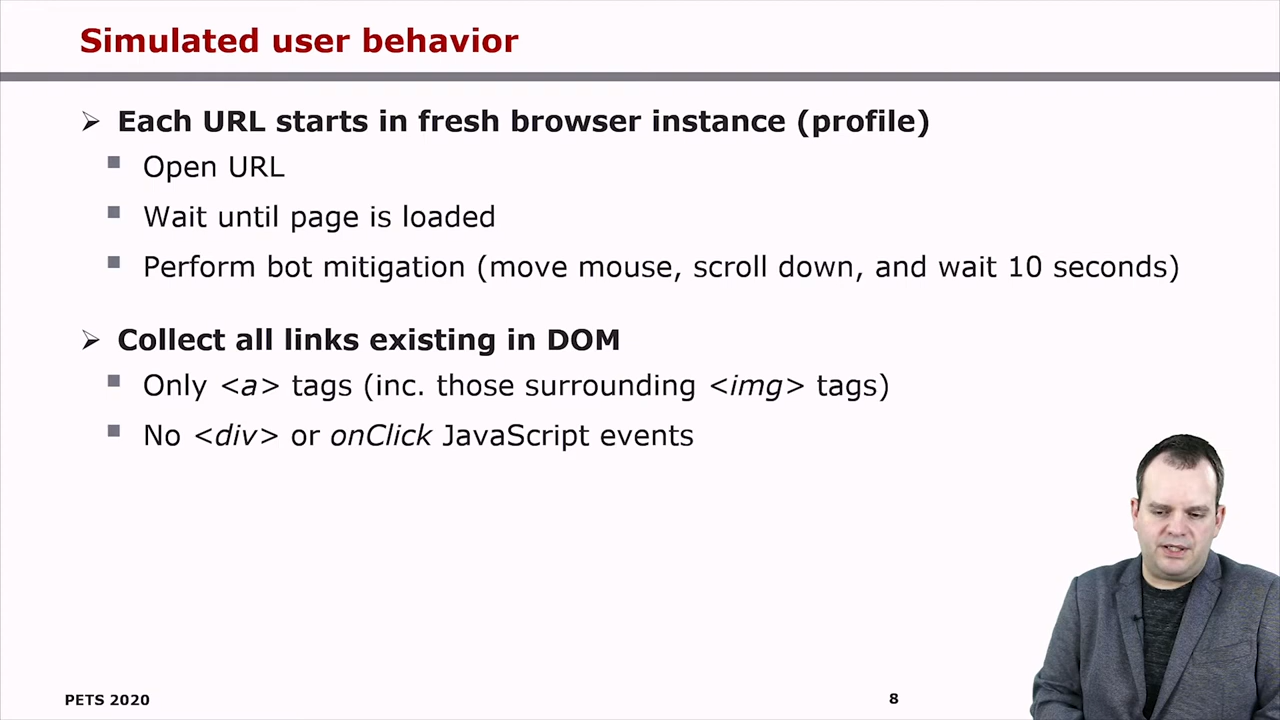 Simulated user behavior
Each URL starts in fresh browser instance (profile)
Open URL
Wait until page is loaded
Perform bot mitigation (move mouse, scroll down, and wait 10 seconds)
Collect all links existing in DOM
Only <a> tags (inc. those surrounding <img> tags)
No <div> or onClick JavaScript events
PETS 2020
8